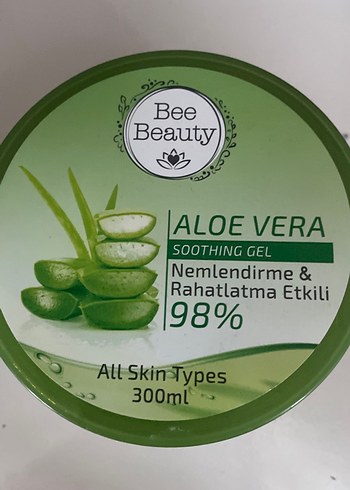 Bee
Beauty
ALOE VERA
SOOTHING GEL
Nemlendirme &
Rahatlatma Etkili
98%
All Skin Types
300ml